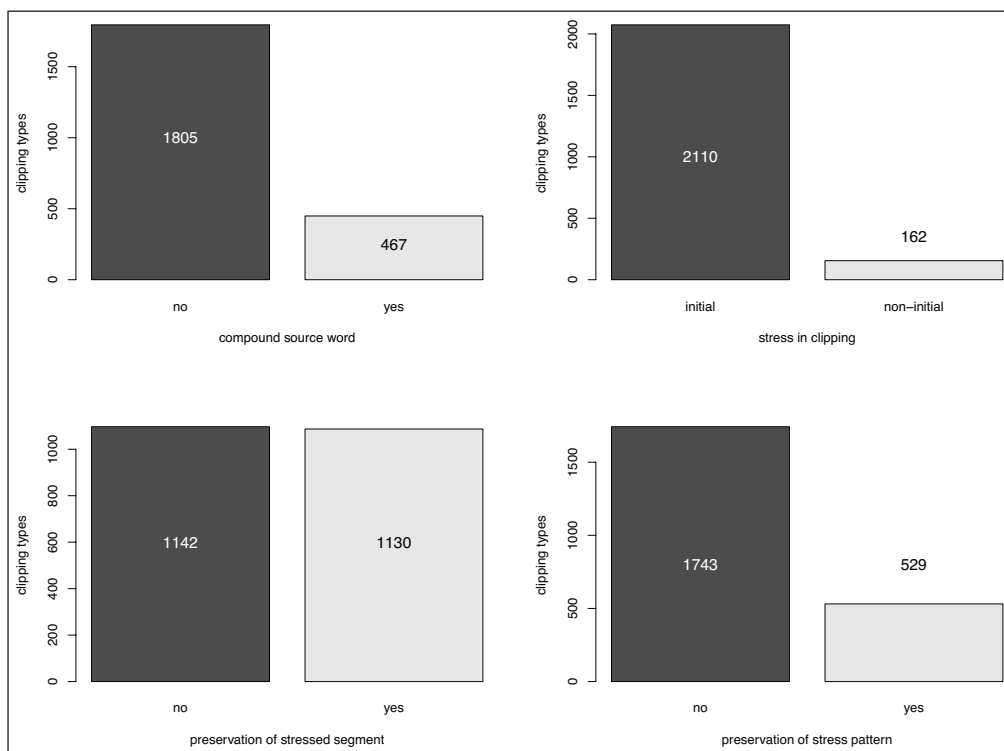 clipping types
0
500
1000
1500
1805
467
no
yes
compound source word
clipping types
0
500
1000
1500
2000
2110
162
initial
non−initial
stress in clipping
clipping types
0
200
400
600
800
1000
1142
1130
no
yes
preservation of stressed segment
clipping types
0
500
1000
1500
1743
529
no
yes
preservation of stress pattern